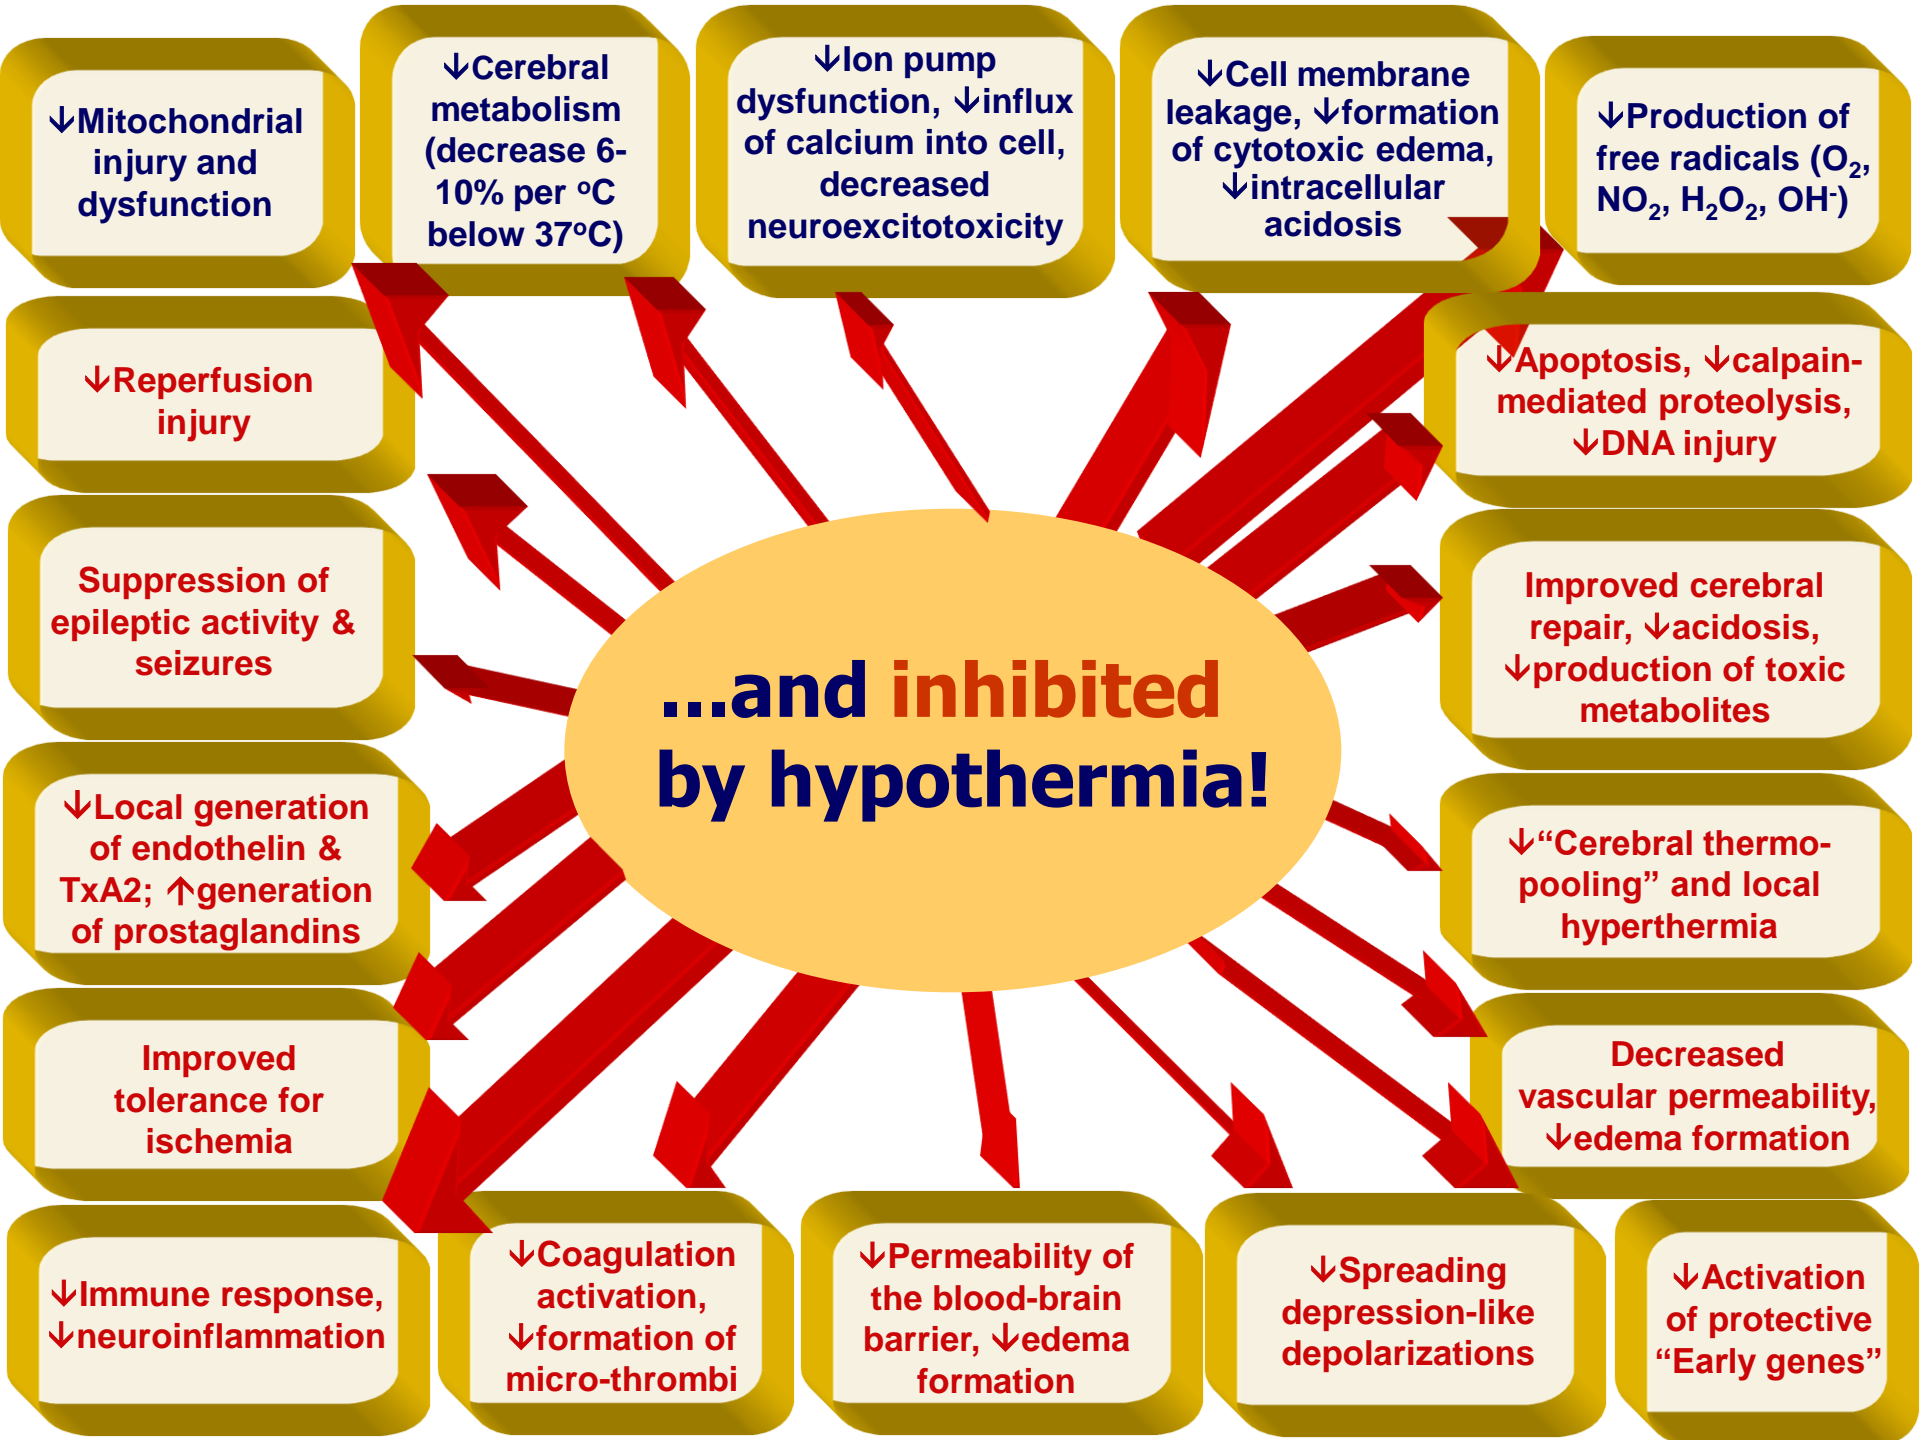 ↓Mitochondrial
injury and
dysfunction
↓Cerebral
metabolism
(decrease 6-
10% per ºC
below 37ºC)
↓Ion pump
dysfunction, ↓influx
of calcium into cell,
decreased
neuroexcitotoxicity
↓Cell membrane
leakage, ↓formation
of cytotoxic edema,
↓intracellular
acidosis
↓Production of
free radicals (O₂,
NO₂, H₂O₂, OH⁻)
↓Reperfusion
injury
↓Apoptosis, ↓calpain-
mediated proteolysis,
↓DNA injury
Suppression of
epileptic activity &
seizures
Improved cerebral
repair, ↓acidosis,
↓production of toxic
metabolites
...and inhibited
by hypothermia!
↓Local generation
of endothelin &
TxA2; ↑generation
of prostaglandins
↓“Cerebral thermo-
pooling” and local
hyperthermia
Improved
tolerance for
ischemia
Decreased
vascular permeability,
↓edema formation
↓Immune response,
↓neuroinflammation
↓Coagulation
activation,
↓formation of
micro-thrombi
↓Permeability of
the blood-brain
barrier, ↓edema
formation
↓Spreading
depression-like
depolarizations
↓Activation
of protective
“Early genes”